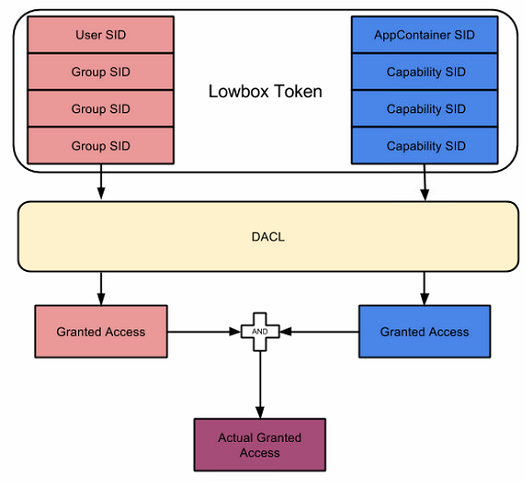 User SID
Group SID
Group SID
Group SID
Lowbox Token
AppContainer SID
Capability SID
Capability SID
Capability SID
DACL
Granted Access
AND
Granted Access
Actual Granted
Access